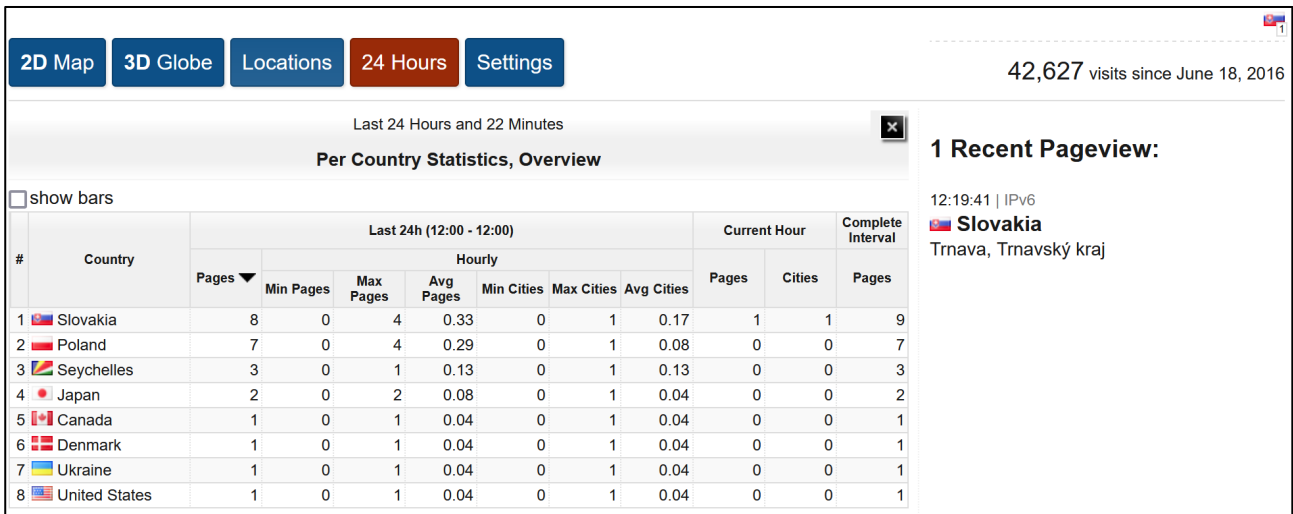 1
2D Map 3D Globe Locations 24 Hours Settings
42,627 visits since June 18, 2016
Last 24 Hours and 22 Minutes
Per Country Statistics, Overview
show bars
# Country Last 24h (12:00 - 12:00) Current Hour Complete Interval
Pages Hourly Pages Cities Pages
Min Pages Max Pages Avg Pages Min Cities Max Cities Avg Cities
1 Slovakia 8 0 4 0.33 0 1 0.17 1 1 9
2 Poland 7 0 4 0.29 0 1 0.08 0 0 7
3 Seychelles 3 0 1 0.13 0 1 0.13 0 0 3
4 Japan 2 0 2 0.08 0 1 0.04 0 0 2
5 Canada 1 0 1 0.04 0 1 0.04 0 0 1
6 Denmark 1 0 1 0.04 0 1 0.04 0 0 1
7 Ukraine 1 0 1 0.04 0 1 0.04 0 0 1
8 United States 1 0 1 0.04 0 1 0.04 0 0 1
1 Recent Pageview:
12:19:41 | IPv6
Slovakia
Trnava, Trnavský kraj